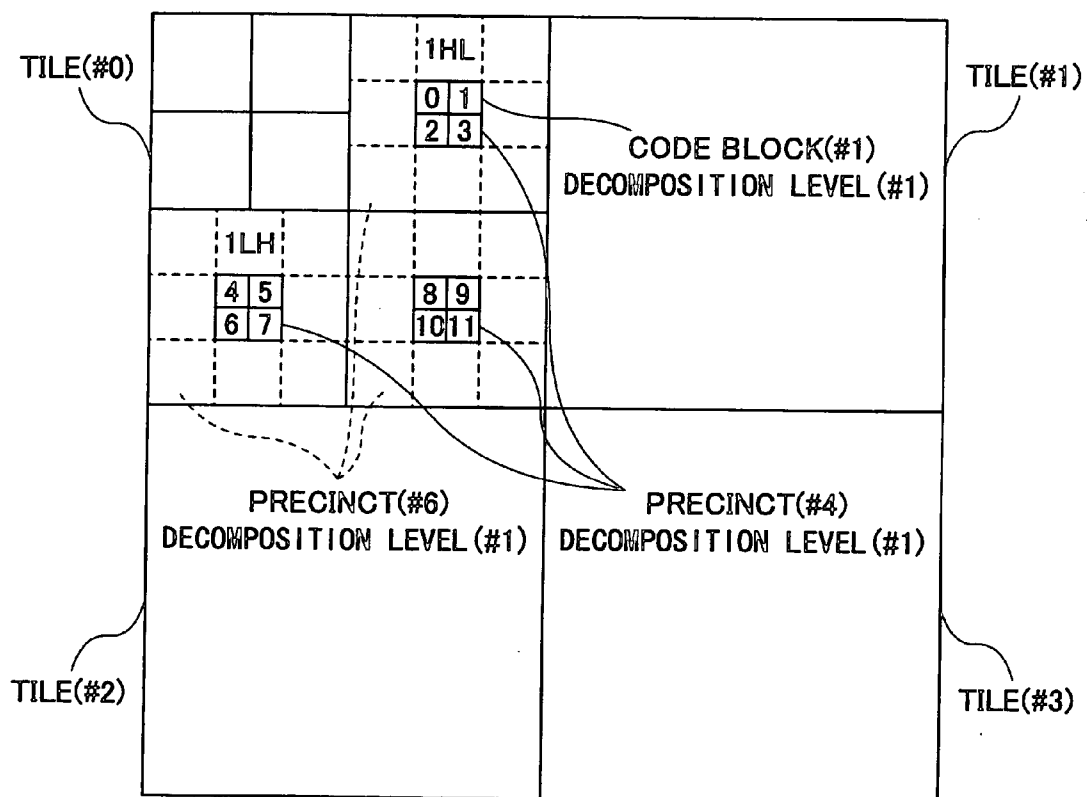 TILE(#0)
1HL
TILE(#1)
0 1
2 3
CODE BLOCK(#1)
DECOMPOSITION LEVEL(#1)
1LH
4 5
6 7
8 9
10 11
PRECINCT(#6)
DECOMPOSITION LEVEL(#1)
PRECINCT(#4)
DECOMPOSITION LEVEL(#1)
TILE(#2)
TILE(#3)